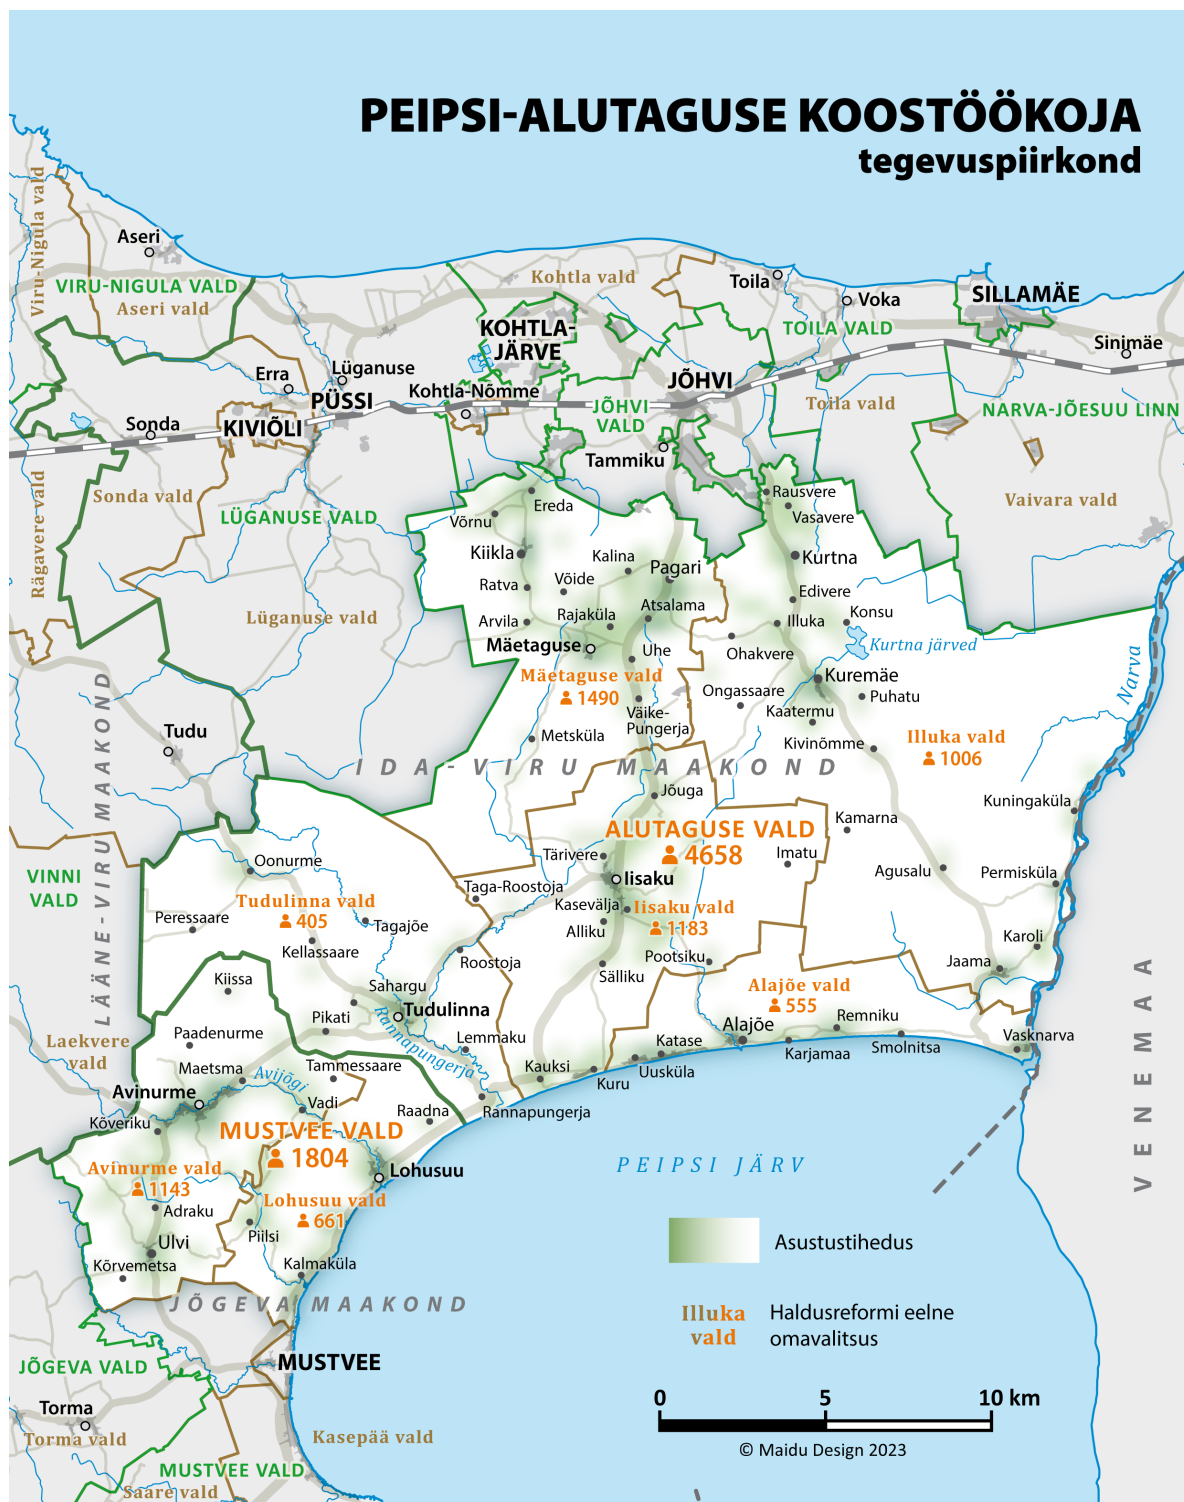 PEIPSI-ALUTAGUSE KOOSTÖÖKOJA
tegevuspiirkond
Viru-Nigula vald
Aseri
VIRU-NIGULA VALD
Aseri vald
Kohtla vald
Toila
Voka
SILLAMÄE
TOILA VALD
Sinimäe
KOHTLA-
JÄRVE
Erra
Lüganuse
PÜSSI
Kohtla-Nõmme
JÕHVI
JÕHVI
VALD
Toila vald
NARVA-JÕESUU LINN
Sonda
KIVIÕLI
Tammiku
Rägavere vald
Sonda vald
LÜGANUSE VALD
Vaivara vald
Rausvere
Vasavere
Ereda
Võrnu
Kiikla
Kalina
Pagari
Kurtna
Ratva
Võide
Edivere
Konsu
Rajaküla
Atsalama
Illuka
Lüganuse vald
Arvila
Mäetaguse
Uhe
Ohakvere
Kurtna järved
Mäetaguse vald
1490
Kuremäe
Ongassaare
Puhatu
Kaatermu
Väike-
Pungerja
Narva
Tudu
Metsküla
Kivinõmme
Illuka vald
1006
IDA-VIRU MAAKOND
LÄÄNE-VIRU MAAKOND
Jõuga
Kuningaküla
ALUTAGUSE VALD
4658
Kamarna
Imatu
Tärivere
Oonurme
VINNI
VALD
Iisaku
Agusalu
Permisküla
Taga-Roostoja
Tudulinna vald
405
Kasevälja
Iisaku vald
1183
Peressaare
Tagajõe
Alliku
Karoli
Kellassaare
Roostoja
Pootsiku
Jaama
Sälliku
Kiissa
Sahargu
Alajõe vald
555
VENEMAA
Tudulinna
Pikati
Rannapungerja
Remniku
Alajõe
Paadenurme
Laekvere
vald
Lemmaku
Katase
Karjamaa
Smolnitsa
Vasknarva
Maetsma
Tammessaare
Kauksi
Uusküla
Kuru
Avijõgi
Avinurme
Vadi
Raadna
Rannapungerja
Kõveriku
MUSTVEE VALD
1804
Avinurme vald
1143
Lohusuu
PEIPSI JÄRV
Lohusuu vald
661
Adraku
Piilsi
Ulvi
Asustustihedus
Kõrvemetsa
Kalmaküla
JÕGEVA MAAKOND
Illuka
vald
Haldusreformi eelne
omavalitsus
JÕGEVA VALD
MUSTVEE
Torma
Torma vald
0 5 10 km
Kasepää vald
© Maidu Design 2023
MUSTVEE VALD
Saare vald